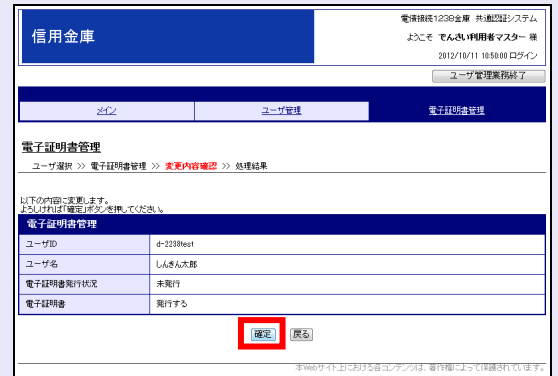 信用金庫
電債接続1238金庫 共通認証システム
ようこそ でんさい利用者マスター 様
2012/10/11 10:50:00 ログイン
ユーザ管理業務終了
メイン
ユーザ管理
電子証明書管理
電子証明書管理
ユーザ選択 >> 電子証明書管理 >> 変更内容確認 >> 処理結果
以下の内容に変更します。
よろしければ「確定」ボタンを押してください。
電子証明書管理
ユーザID d-2238test
ユーザ名 しんきん太郎
電子証明書発行状況 未発行
電子証明書 発行する
確定 戻る
本Webサイト上における各コンテンツは、著作権によって保護されています。